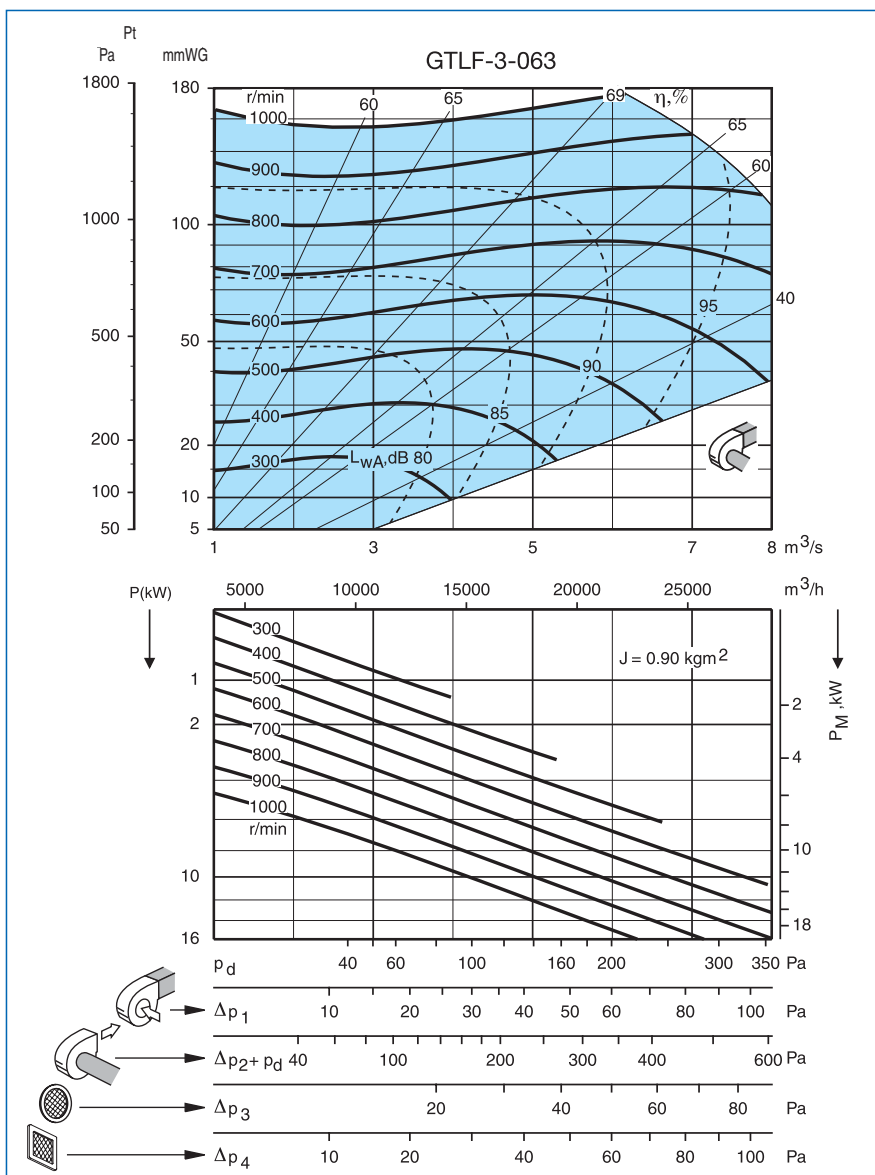 Pt
Pa mmWG
GTLF-3-063
1800 180
r/min 60 65 69 η,%
1000
65
900
60
800
1000 100
700
600
95
40
500 50
500
90
400
85
200 20
300 LwA,dB 80
100 10
50 5
1 3 5 7 8 m³/s
P(kW) 5000 10000 15000 20000 25000 m³/h
300
400
J = 0.90 kgm²
500
1
600
2
2
700
PM ,kW
800
4
900
1000
r/min
10
10
18
16
pd 40 60 100 160 200 300 350 Pa
Δp1 10 20 30 40 50 60 80 100 Pa
Δp2+ pd 40 100 200 300 400 600 Pa
Δp3 20 40 60 80 Pa
Δp4 10 20 40 60 80 100 Pa